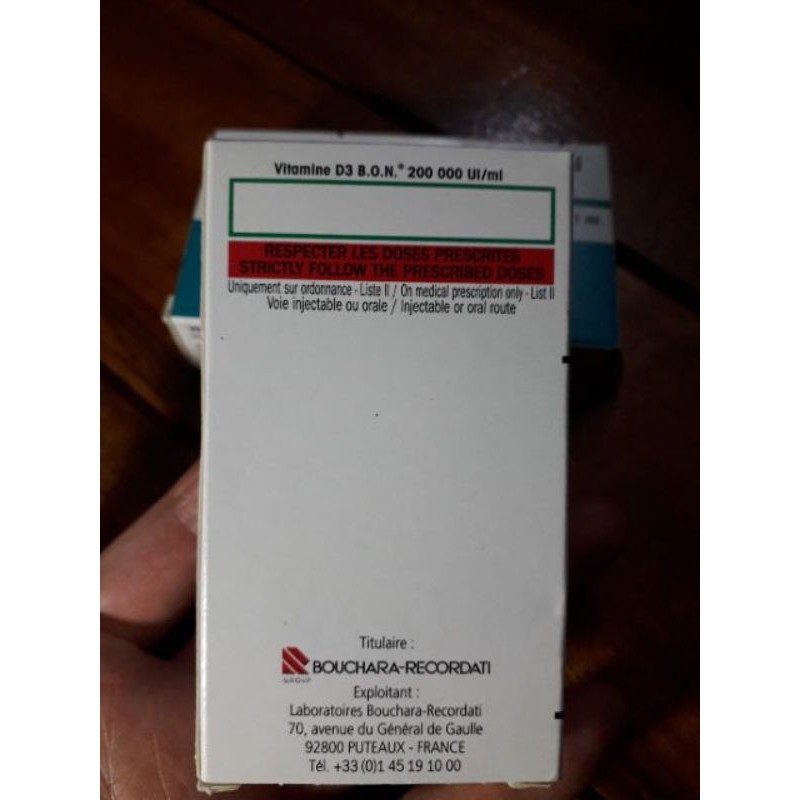 Vitamine D3 B.O.N.® 200 000 UI/ml
RESPECTER LES DOSES PRESCRITES
STRICTLY FOLLOW THE PRESCRIBED DOSES
Uniquement sur ordonnance - Liste II / On medical prescription only - List II
Voie injectable ou orale / Injectable or oral route
Titulaire :
BOUCHARA-RECORDATI
GROUP
Exploitant :
Laboratoires Bouchara-Recordati
70, avenue du Général de Gaulle
92800 PUTEAUX - FRANCE
Tél. +33 (0)1 45 19 10 00